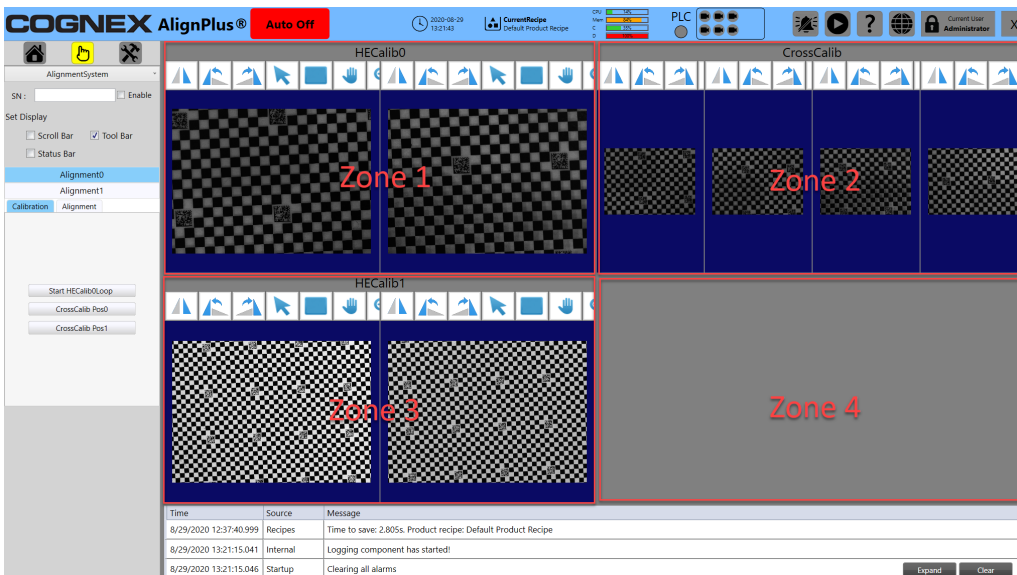 COGNEX AlignPlus®
Auto Off
2020-08-29
13:21:43
CurrentRecipe
Default Product Recipe
CPU 14%
Mem 84%
C 35%
D
PLC
Current User
Administrator
X
AlignmentSystem
SN :
Enable
Set Display
Scroll Bar
Tool Bar
Status Bar
Alignment0
Alignment1
Calibration
Alignment
Start HECalib0Loop
CrossCalib Pos0
CrossCalib Pos1
HECalib0
Zone 1
CrossCalib
Zone 2
HECalib1
Zone 3
Zone 4
Time Source Message
8/29/2020 12:37:40.999 Recipes Time to save: 2.805s. Product recipe: Default Product Recipe
8/29/2020 13:21:15.041 Internal Logging component has started!
8/29/2020 13:21:15.046 Startup Clearing all alarms
Expand
Clear